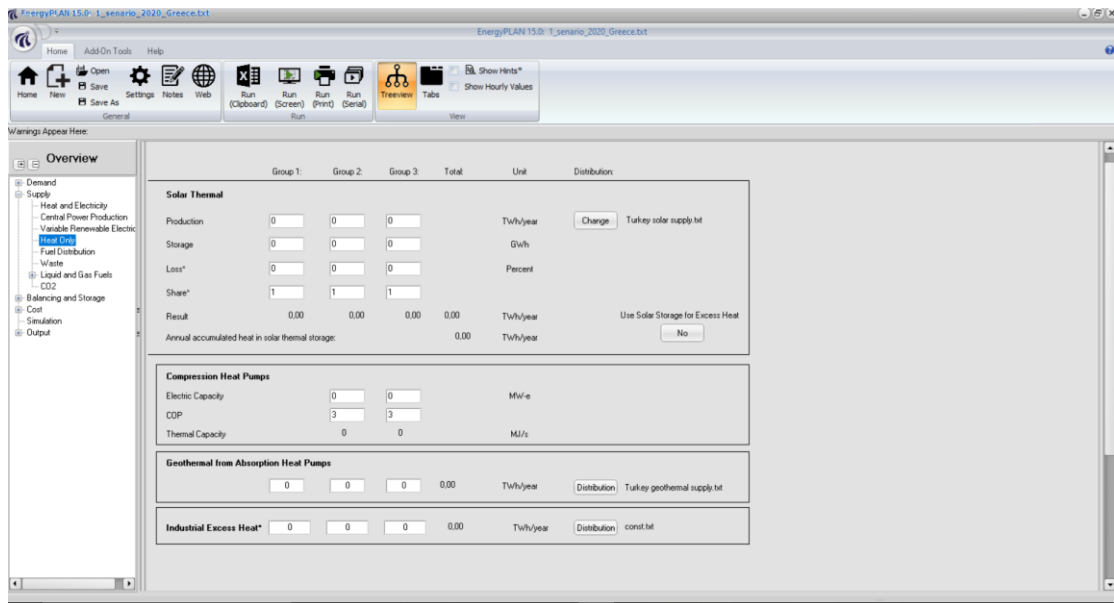 EnergyPLAN 15.0: 1_senario_2020_Greece.txt
EnergyPLAN 15.0: 1_senario_2020_Greece.txt
Home Add-On Tools Help
Home New Open Save Save As Settings Notes Web Run (Clipboard) Run (Screen) Run (Print) Run (Serial) Treeview Tabs Show Hints* Show Hourly Values
General Run View
Warnings Appear Here:
Overview
Demand
Supply
Heat and Electricity
Central Power Production
Variable Renewable Electric
Heat Only
Fuel Distribution
Waste
Liquid and Gas Fuels
CO2
Balancing and Storage
Cost
Simulation
Output
Group 1: Group 2: Group 3: Total: Unit Distribution:
Solar Thermal
Production 0 0 0 TWh/year Change Turkey solar supply.txt
Storage 0 0 0 GWh
Loss* 0 0 0 Percent
Share* 1 1 1
Result 0,00 0,00 0,00 0,00 TWh/year Use Solar Storage for Excess Heat
Annual accumulated heat in solar thermal storage: 0,00 TWh/year No
Compression Heat Pumps
Electric Capacity 0 0 MW-e
COP 3 3
Thermal Capacity 0 0 MJ/s
Geothermal from Absorption Heat Pumps
0 0 0 0,00 TWh/year Distribution Turkey geothermal supply.txt
Industrial Excess Heat* 0 0 0 0,00 TWh/year Distribution const.txt